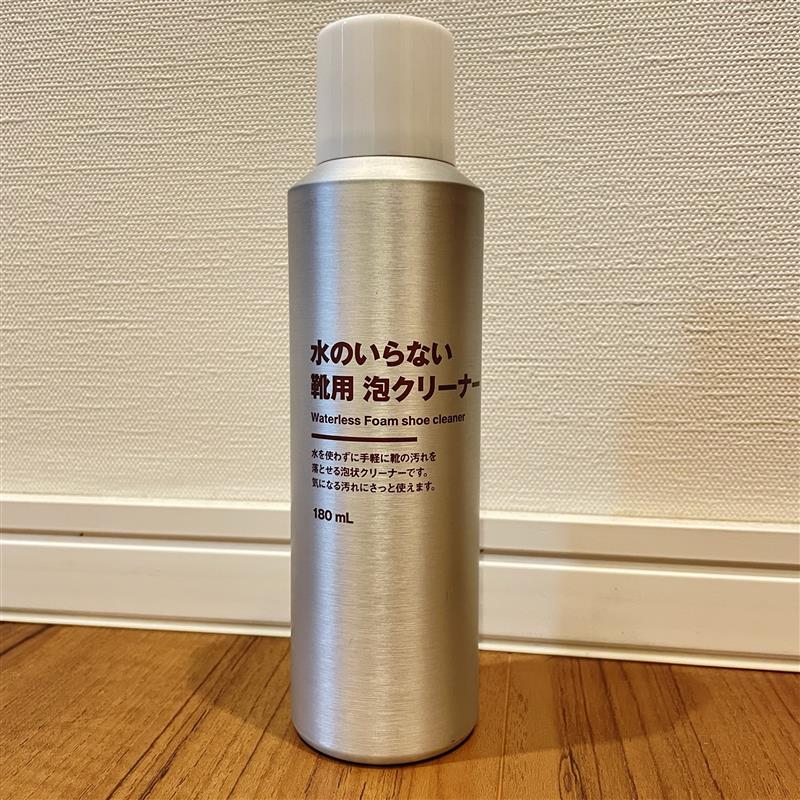 水のいらない
靴用 泡クリーナー
Waterless Foam shoe cleaner
水を使わずに手軽に靴の汚れを
落とせる泡状クリーナーです。
気になる汚れにさっと使えます。
180 mL